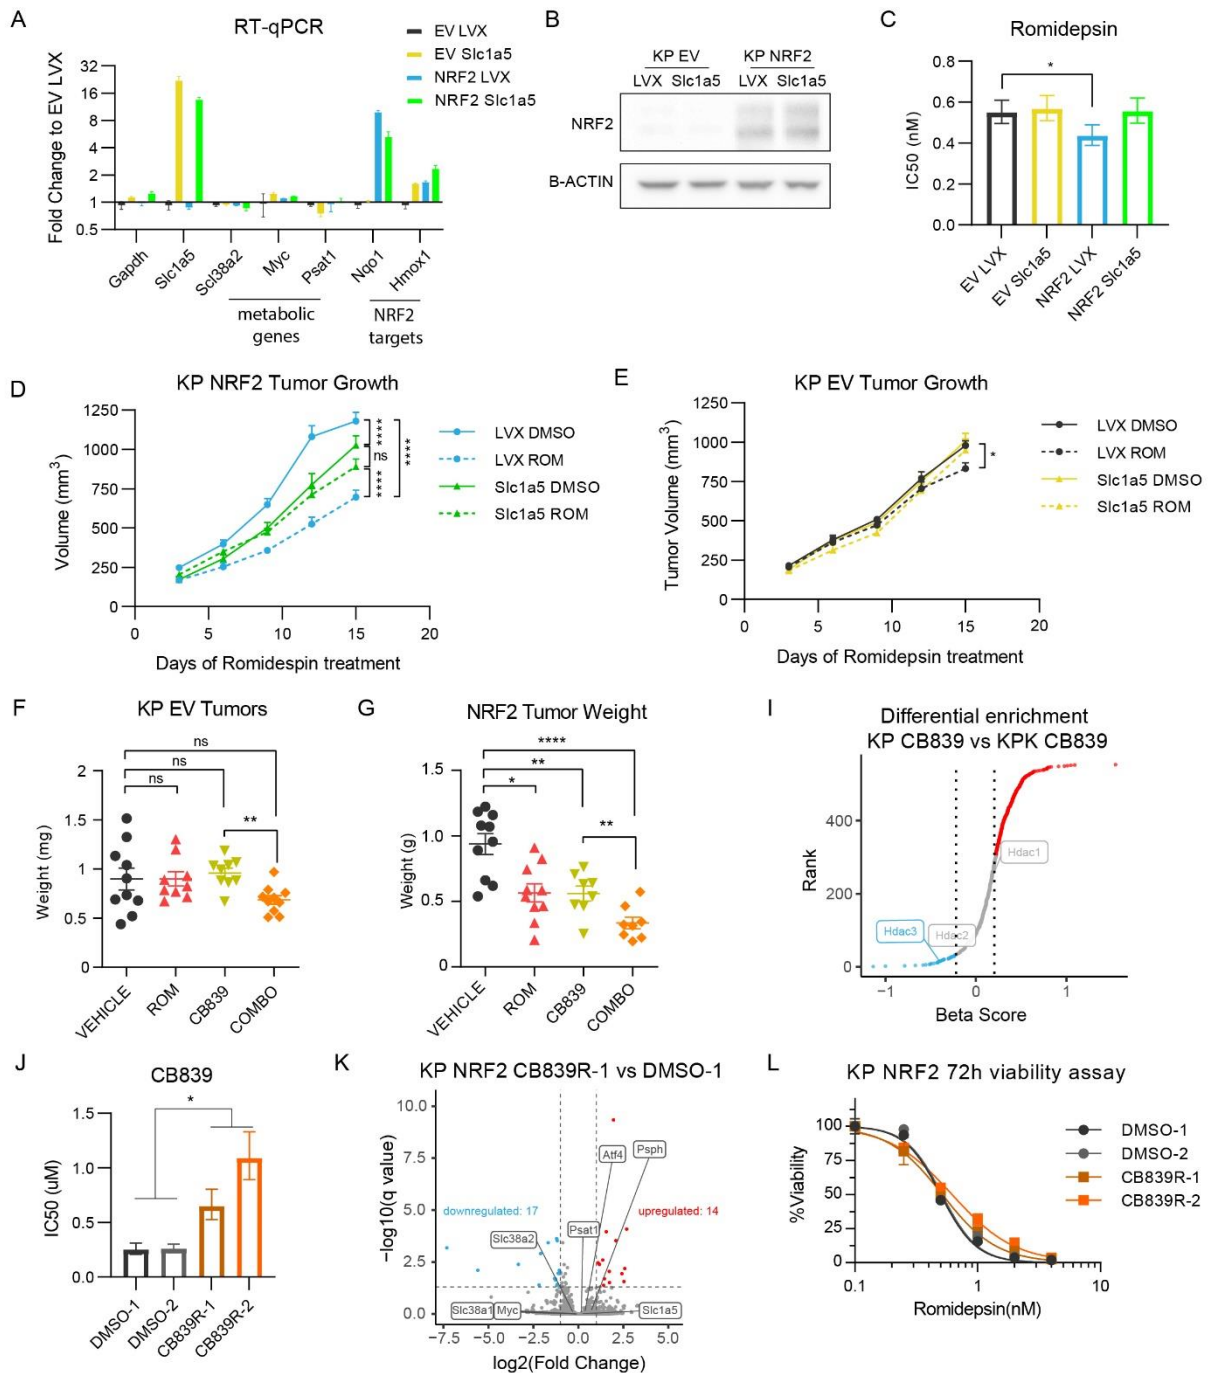 A
RT-qPCR
Fold Change to EV LVX
32
16
8
4
2
1
0.5
EV LVX
EV Slc1a5
NRF2 LVX
NRF2 Slc1a5
Gapdh
Slc1a5
Scl38a2
Myc
Psat1
Nqo1
Hmox1
metabolic
genes
NRF2
targets
B
KP EV KP NRF2
LVX Slc1a5 LVX Slc1a5
NRF2
B-ACTIN
C
Romidepsin
*
IC50 (nM)
0.8
0.6
0.4
0.2
0.0
EV LVX
EV Slc1a5
NRF2 LVX
NRF2 Slc1a5
D
KP NRF2 Tumor Growth
Volume (mm3)
1250
1000
750
500
250
0
0 5 10 15 20
Days of Romidespin treatment
****
ns
****
****
LVX DMSO
LVX ROM
Slc1a5 DMSO
Slc1a5 ROM
E
KP EV Tumor Growth
Tumor Volume (mm3)
1250
1000
750
500
250
0
0 5 10 15 20
Days of Romidepsin treatment
*
LVX DMSO
LVX ROM
Slc1a5 DMSO
Slc1a5 ROM
F
KP EV Tumors
ns
ns
ns
**
Weight (mg)
2
1.5
1.0
0.5
0
VEHICLE
ROM
CB839
COMBO
G
NRF2 Tumor Weight
****
**
*
**
Weight (g)
1.5
1.0
0.5
0
VEHICLE
ROM
CB839
COMBO
I
Differential enrichment
KP CB839 vs KPK CB839
Rank
400
200
0
Hdac1
Hdac3
Hdac2
−1 0 1
Beta Score
J
CB839
*
IC50 (uM)
1.5
1.0
0.5
0.0
DMSO-1
DMSO-2
CB839R-1
CB839R-2
K
KP NRF2 CB839R-1 vs DMSO-1
−log10(q value)
10.0
7.5
5.0
2.5
0.0
Atf4
Psph
downregulated: 17
upregulated: 14
Psat1
Slc38a2
Slc38a1
Myc
Slc1a5
−7.5 −5.0 −2.5 0.0 2.5 5.0
log2(Fold Change)
L
KP NRF2 72h viability assay
%Viability
100
75
50
25
0
0.1 1 10
Romidepsin(nM)
DMSO-1
DMSO-2
CB839R-1
CB839R-2